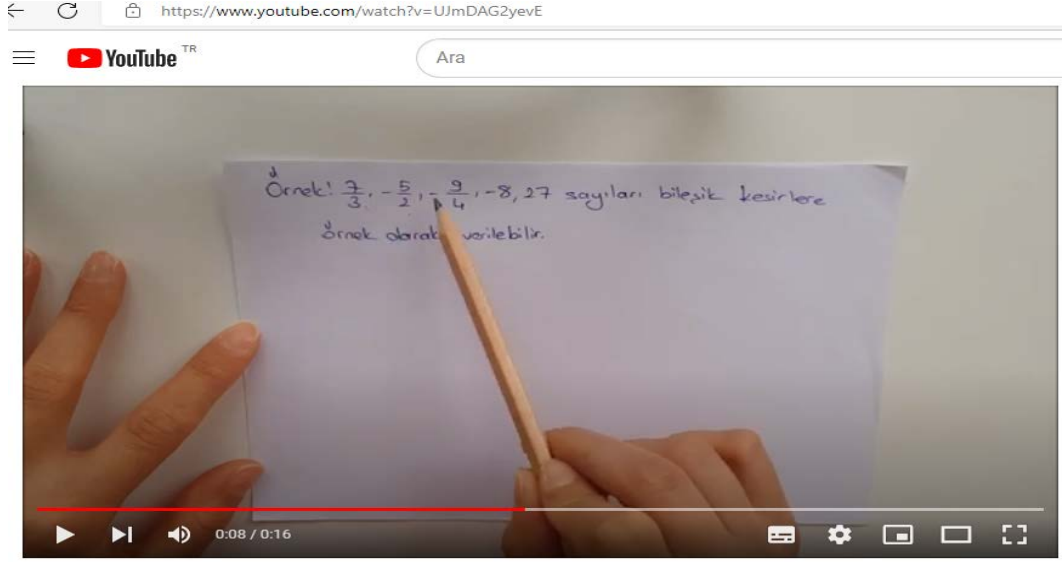 https://www.youtube.com/watch?v=UJmDAG2yevE
YouTube TR
Ara
Örnek: 7/3, -5/2, -9/4, -8, 27 sayıları bileşik kesirlere
örnek olarak verilebilir.
0:08 / 0:16